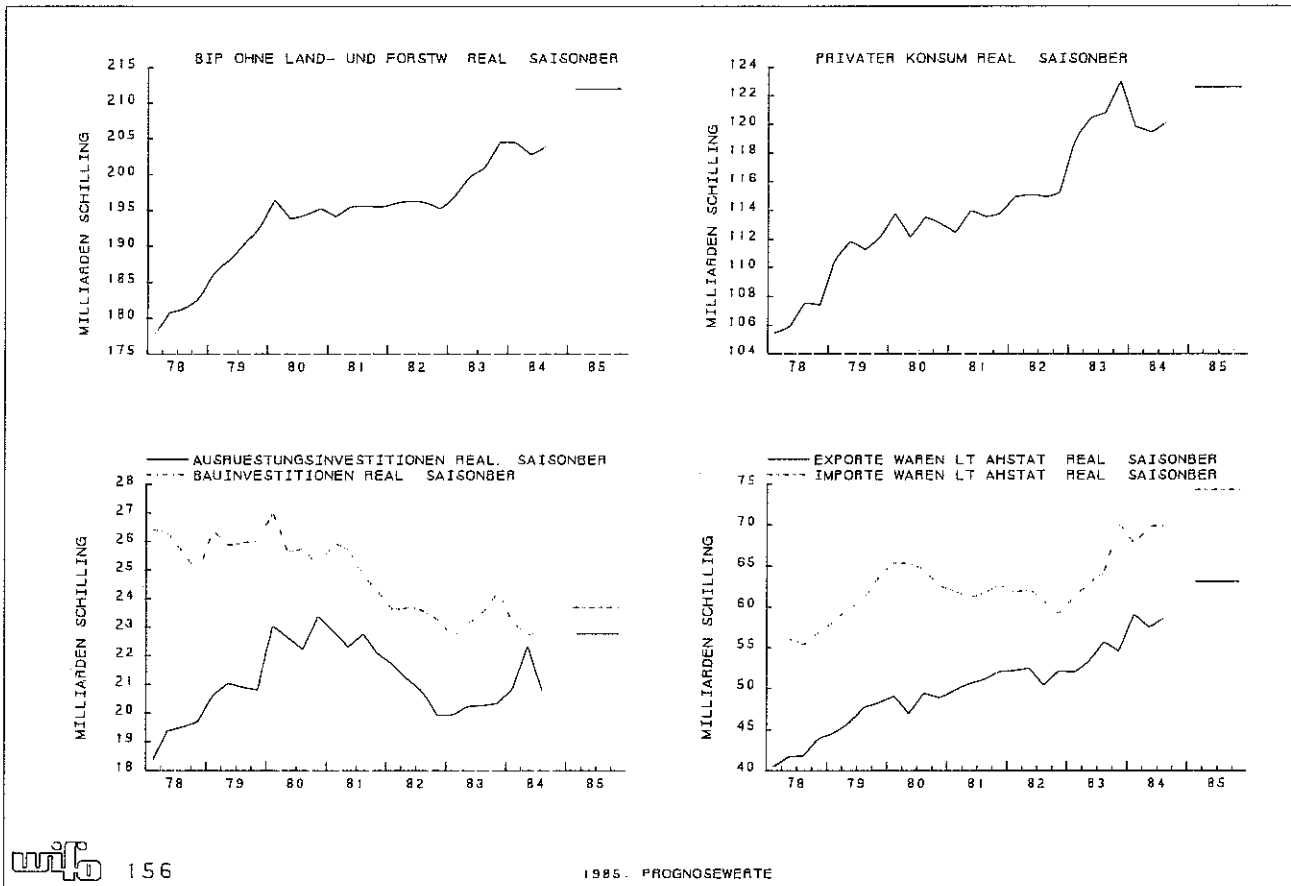 BIP OHNE LAND- UND FORSTW REAL SAISONBER
MILLIARDEN SCHILLING
215
210
205
200
195
190
185
180
175
78 79 80 81 82 83 84 85
PRIVATER KONSUM REAL SAISONBER
MILLIARDEN SCHILLING
124
122
120
118
116
114
112
110
108
106
104
78 79 80 81 82 83 84 85
AUSRUESTUNGSINVESTITIONEN REAL. SAISONBER
BAUINVESTITIONEN REAL SAISONBER
MILLIARDEN SCHILLING
28
27
26
25
24
23
22
21
20
19
18
78 79 80 81 82 83 84 85
EXPORTE WAREN LT AHSTAT REAL SAISONBER
IMPORTE WAREN LT AHSTAT REAL SAISONBER
MILLIARDEN SCHILLING
75
70
65
60
55
50
45
40
78 79 80 81 82 83 84 85
wifo 156
1985. PROGNOSEWERTE